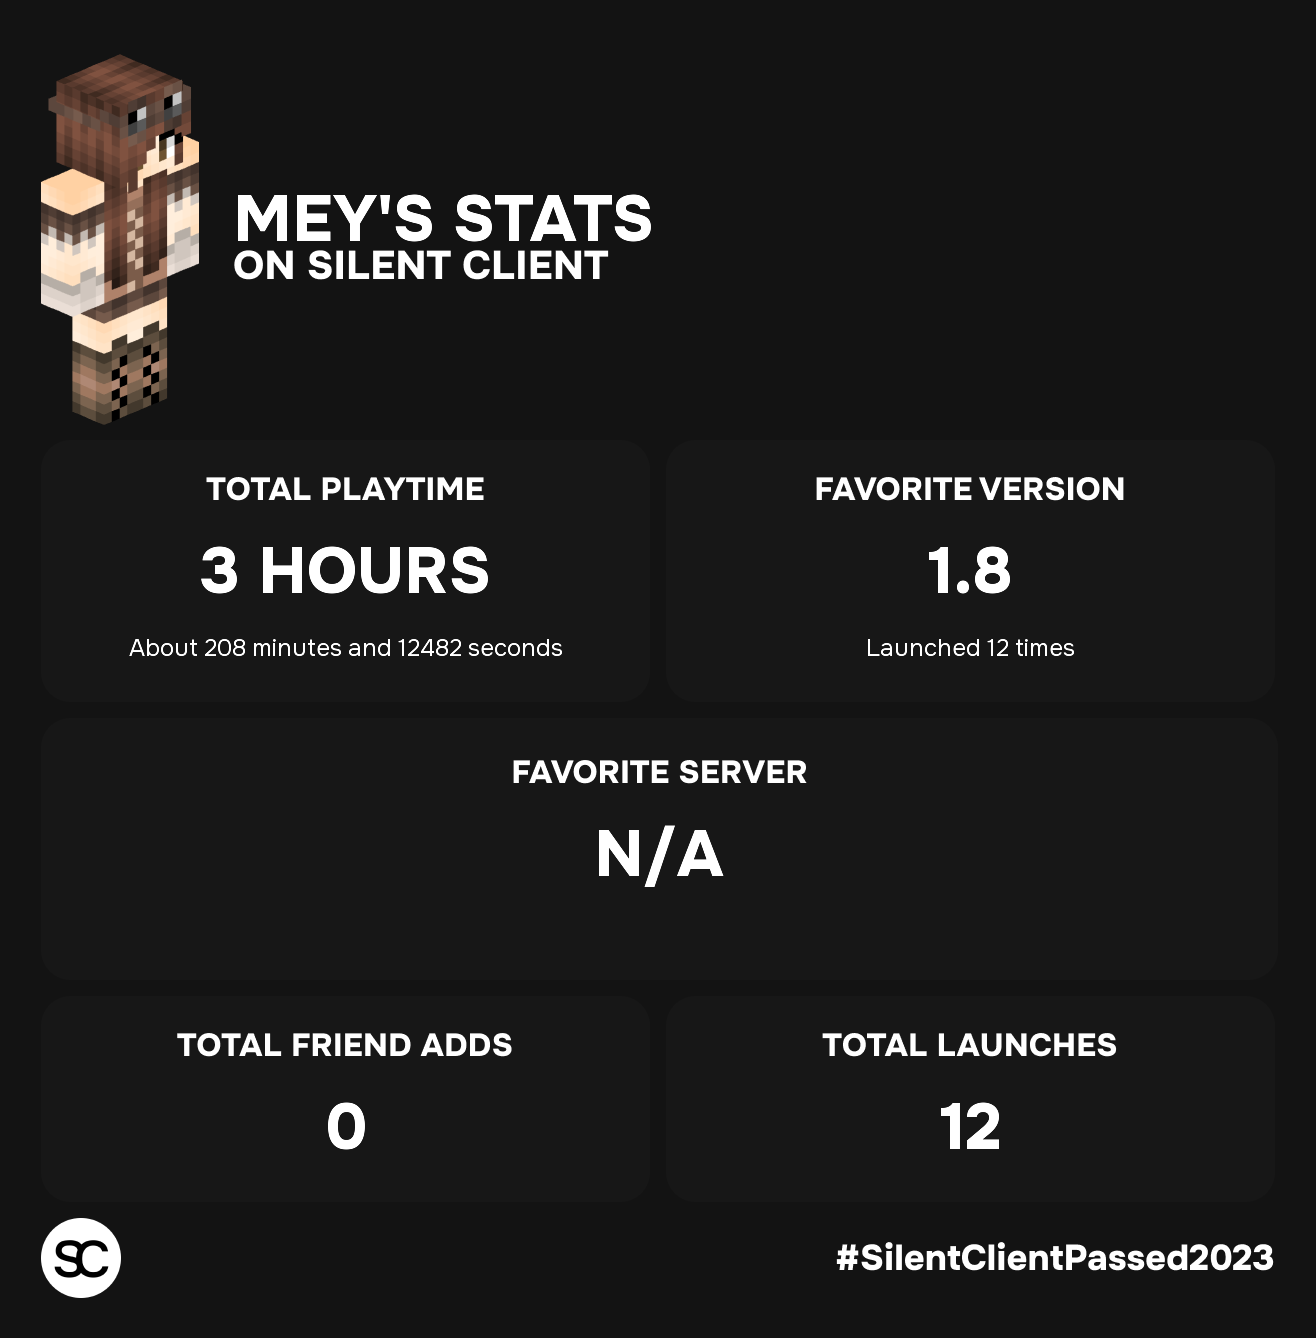 MEY'S STATS
ON SILENT CLIENT
TOTAL PLAYTIME
3 HOURS
About 208 minutes and 12482 seconds
FAVORITE VERSION
1.8
Launched 12 times
FAVORITE SERVER
N/A
TOTAL FRIEND ADDS
0
TOTAL LAUNCHES
12
SC
#SilentClientPassed2023